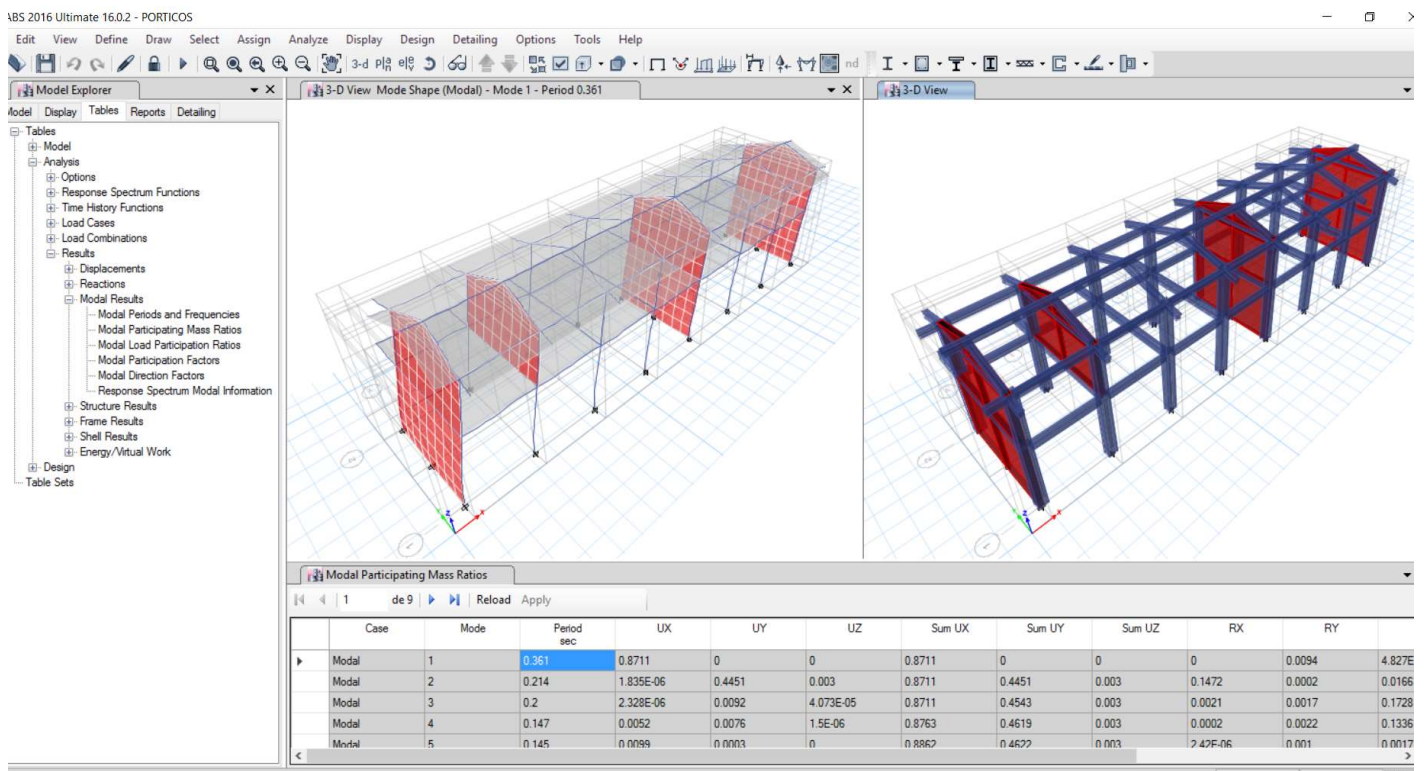 ABS 2016 Ultimate 16.0.2 - PORTICOS
Edit View Define Draw Select Assign Analyze Display Design Detailing Options Tools Help
3-d nd
Model Explorer
Model Display Tables Reports Detailing
Tables
Model
Analysis
Options
Response Spectrum Functions
Time History Functions
Load Cases
Load Combinations
Results
Displacements
Reactions
Modal Results
Modal Periods and Frequencies
Modal Participating Mass Ratios
Modal Load Participation Ratios
Modal Participation Factors
Modal Direction Factors
Response Spectrum Modal Information
Structure Results
Frame Results
Shell Results
Energy/Virtual Work
Design
Table Sets
3-D View Mode Shape (Modal) - Mode 1 - Period 0.361
Z X
3-D View
Z X
Modal Participating Mass Ratios
1 de 9 Reload Apply
Case Mode Period sec UX UY UZ Sum UX Sum UY Sum UZ RX RY
Modal 1 0.361 0.8711 0 0 0.8711 0 0 0 0.0094 4.827E
Modal 2 0.214 1.835E-06 0.4451 0.003 0.8711 0.4451 0.003 0.1472 0.0002 0.0166
Modal 3 0.2 2.328E-06 0.0092 4.073E-05 0.8711 0.4543 0.003 0.0021 0.0017 0.1728
Modal 4 0.147 0.0052 0.0076 1.5E-06 0.8763 0.4619 0.003 0.0002 0.0022 0.1336
Modal 5 0.145 0.0099 0.0003 0 0.8862 0.4622 0.003 2.42E-06 0.001 0.0017